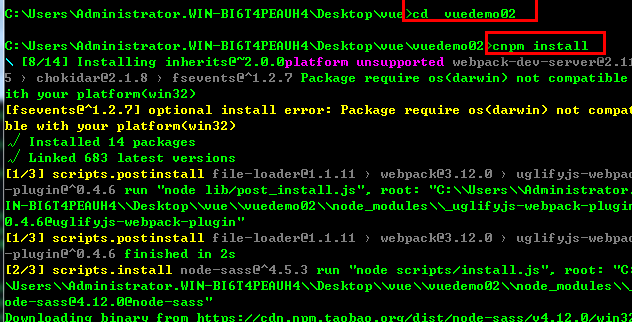 C:\Users\Administrator.WIN-BI6T4PEAUH4\Desktop\vue>cd  vuedemo02
C:\Users\Administrator.WIN-BI6T4PEAUH4\Desktop\vue\vuedemo02>cnpm install
\ [8/14] Installing inherits@~2.0.0platform unsupported webpack-dev-server@2.11
5 › chokidar@2.1.8 › fsevents@^1.2.7 Package require os(darwin) not compatible
ith your platform(win32)
[fsevents@^1.2.7] optional install error: Package require os(darwin) not compat
ble with your platform(win32)
√ Installed 14 packages
√ Linked 683 latest versions
[1/3] scripts.postinstall file-loader@1.1.11 › webpack@3.12.0 › uglifyjs-webpack
-plugin@^0.4.6 run "node lib/post_install.js", root: "C:\\Users\\Administrator.
IN-BI6T4PEAUH4\\Desktop\\vue\\vuedemo02\\node_modules\\_uglifyjs-webpack-plugin
0.4.6@uglifyjs-webpack-plugin"
[1/3] scripts.postinstall file-loader@1.1.11 › webpack@3.12.0 › uglifyjs-webpack
-plugin@^0.4.6 finished in 2s
[2/3] scripts.install node-sass@^4.5.3 run "node scripts/install.js", root: "C:
\Users\\Administrator.WIN-BI6T4PEAUH4\\Desktop\\vue\\vuedemo02\\node_modules\\_
ode-sass@4.12.0@node-sass"
Downloading binary from https://cdn.npm.taobao.org/dist/node-sass/v4.12.0/win32